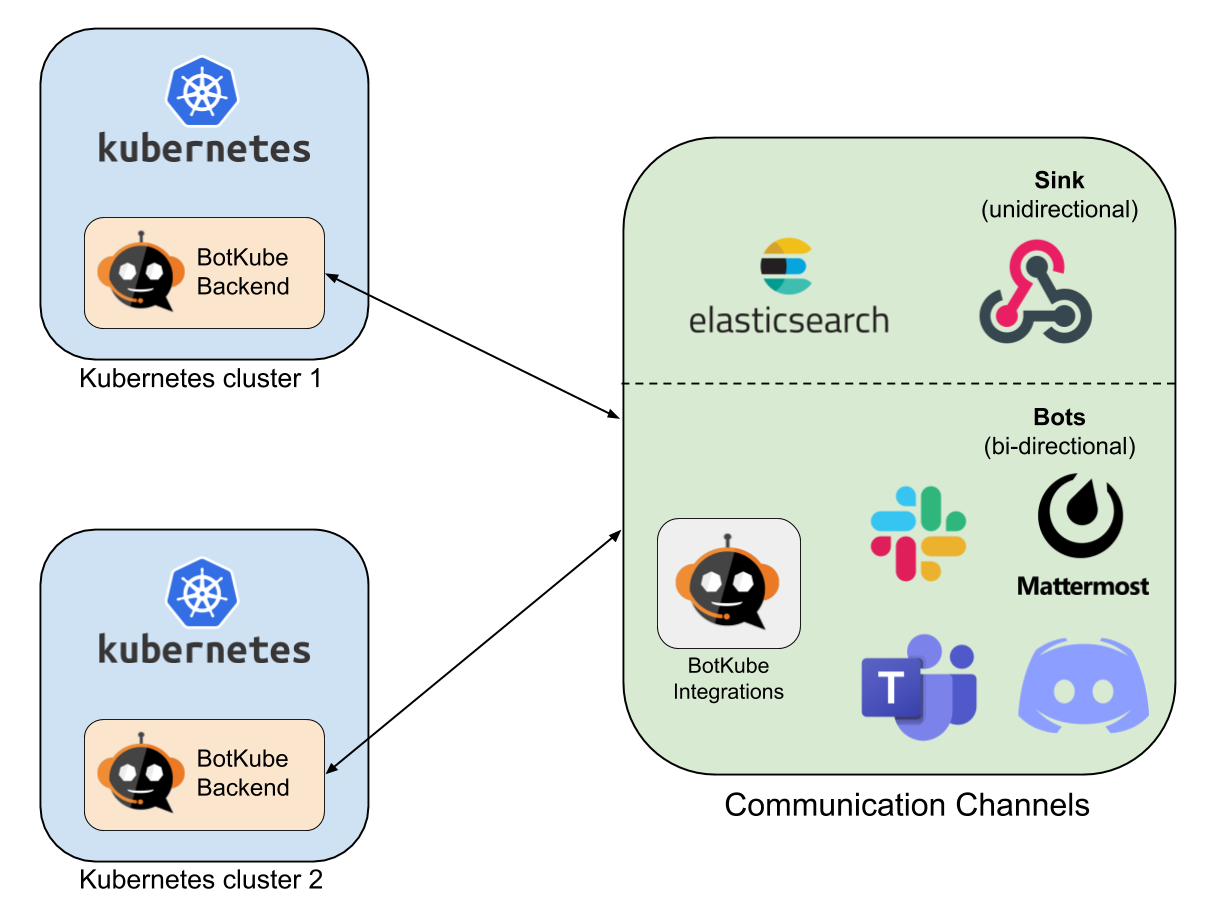 kubernetes
BotKube
Backend
Kubernetes cluster 1
Sink
(unidirectional)
elasticsearch
Bots
(bi-directional)
Mattermost
BotKube
Integrations
T
Communication Channels
kubernetes
BotKube
Backend
Kubernetes cluster 2